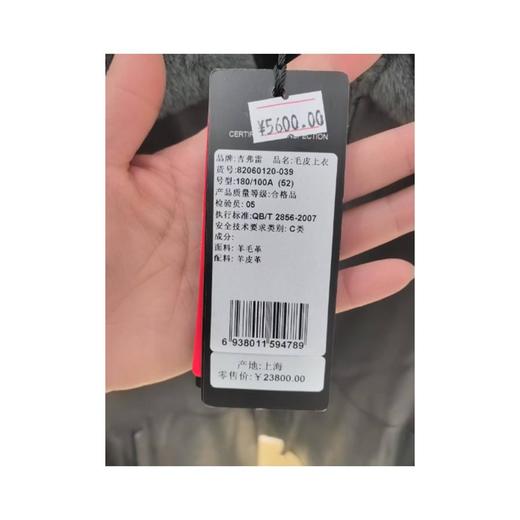 ¥5600.00
CERTIF
INSPECTION
品牌:吉弗雷 品名:毛皮上衣
货号:82060120-039
号型:180/100A (52)
产品质量等级:合格品
检验员: 05
执行标准:QB/T 2856-2007
安全技术要求类别: C类
成分:
面料: 羊毛革
配料: 羊皮革
6 938011 594789
产地:上海
零售价:¥23800.00